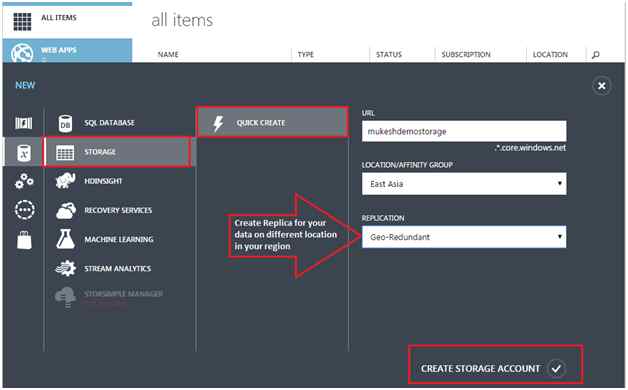 ALL ITEMS
all items
WEB APPS
NAME
TYPE
STATUS
SUBSCRIPTION
LOCATION
NEW
SQL DATABASE
DB
STORAGE
HDINSIGHT
RECOVERY SERVICES
MACHINE LEARNING
STREAM ANALYTICS
STORSIMPLE MANAGER
QUICK CREATE
Create Replica for your
data on different location
in your region
URL
mukeshdemostorage
.*.core.windows.net
LOCATION/AFFINITY GROUP
East Asia
REPLICATION
Geo-Redundant
CREATE STORAGE ACCOUNT